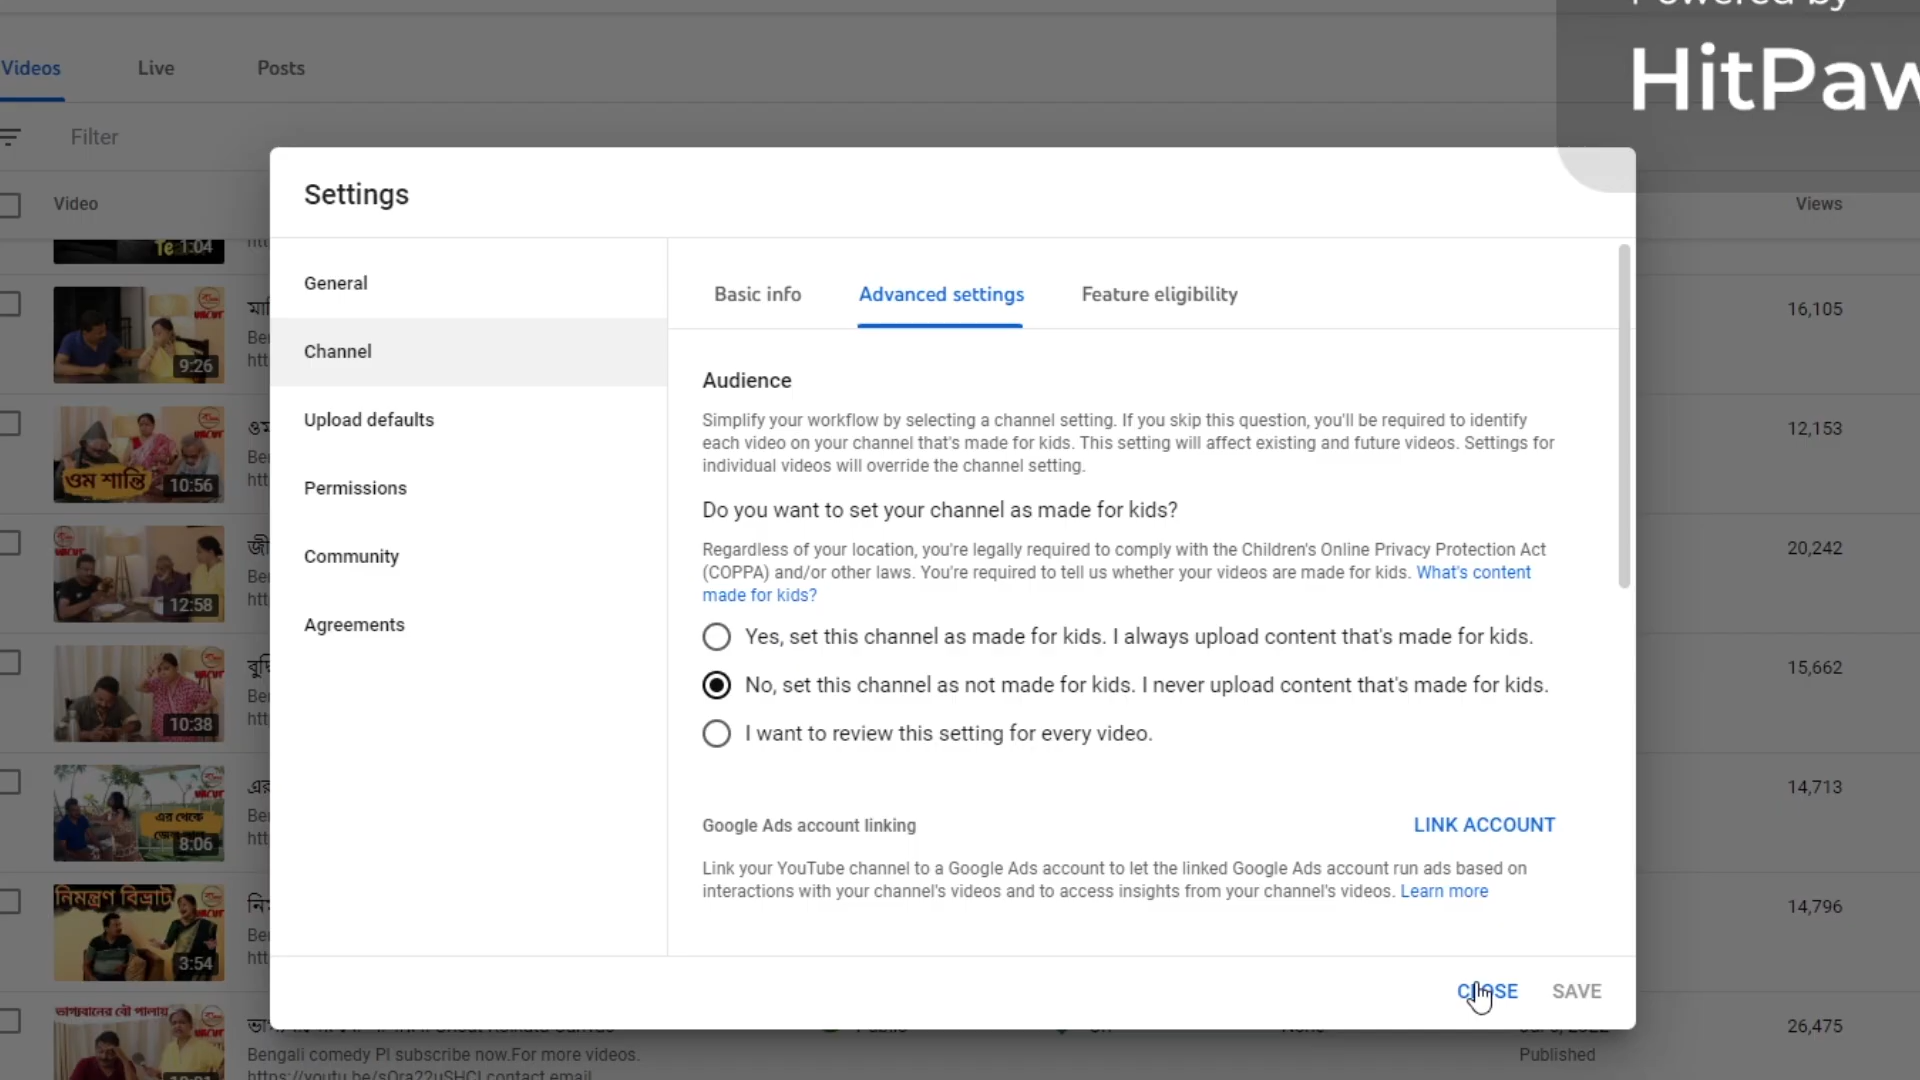 Powered by
HitPaw
Videos
Live
Posts
Filter
Video
Views
Te 1:04
9:26
16,105
ওম শান্তি
10:56
12,153
12:58
20,242
10:38
15,662
এর থেকে
8:06
14,713
নিমন্ত্রণ বিভ্রাট
3:54
14,796
ভাগ্যবানের বৌ পালায়
26,475
Bengali comedy Pl subscribe now.For more videos.
Published
Settings
General
Channel
Upload defaults
Permissions
Community
Agreements
Basic info
Advanced settings
Feature eligibility
Audience
Simplify your workflow by selecting a channel setting. If you skip this question, you'll be required to identify
each video on your channel that's made for kids. This setting will affect existing and future videos. Settings for
individual videos will override the channel setting.
Do you want to set your channel as made for kids?
Regardless of your location, you're legally required to comply with the Children's Online Privacy Protection Act
(COPPA) and/or other laws. You're required to tell us whether your videos are made for kids. What's content
made for kids?
Yes, set this channel as made for kids. I always upload content that's made for kids.
No, set this channel as not made for kids. I never upload content that's made for kids.
I want to review this setting for every video.
Google Ads account linking
LINK ACCOUNT
Link your YouTube channel to a Google Ads account to let the linked Google Ads account run ads based on
interactions with your channel's videos and to access insights from your channel's videos. Learn more
CLOSE
SAVE